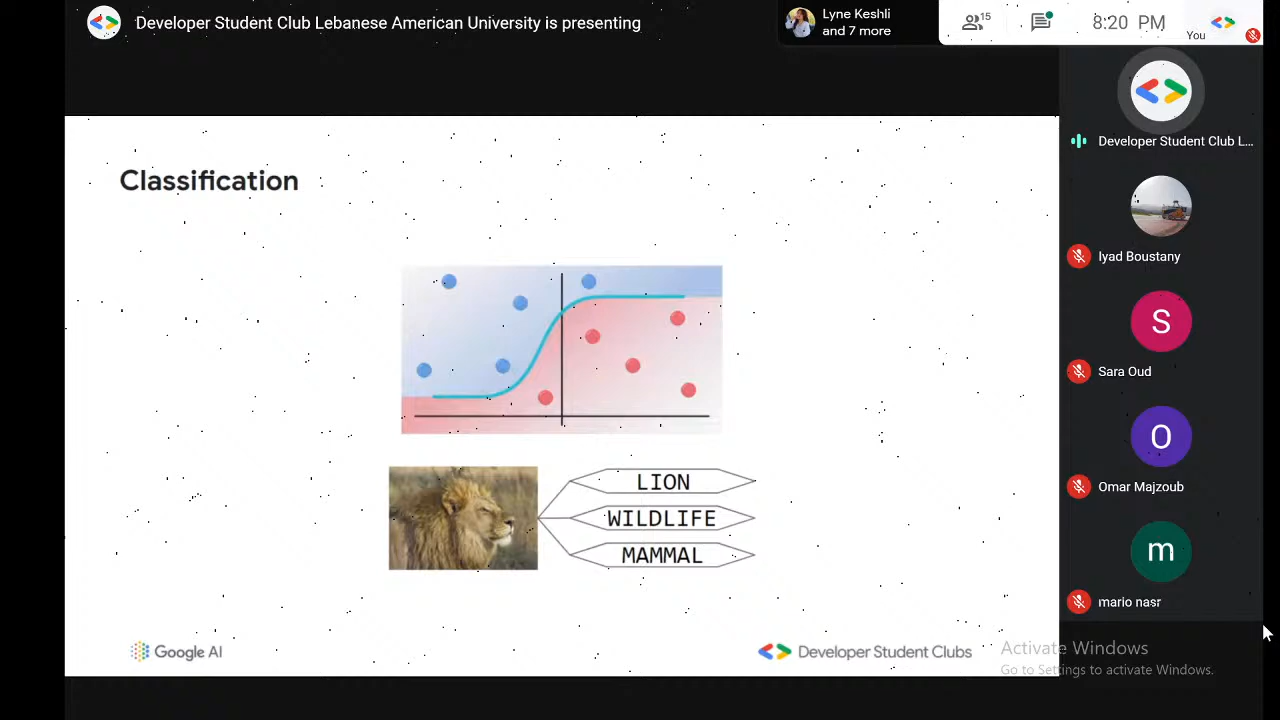 Developer Student Club Lebanese American University is presenting
Lyne Keshli
and 7 more
15
8:20 PM
You
Developer Student Club L...
Classification
Iyad Boustany
Sara Oud
S
Omar Majzoub
O
mario nasr
m
LION
WILDLIFE
MAMMAL
Google AI
Developer Student Clubs
Activate Windows
Go to Settings to activate Windows.